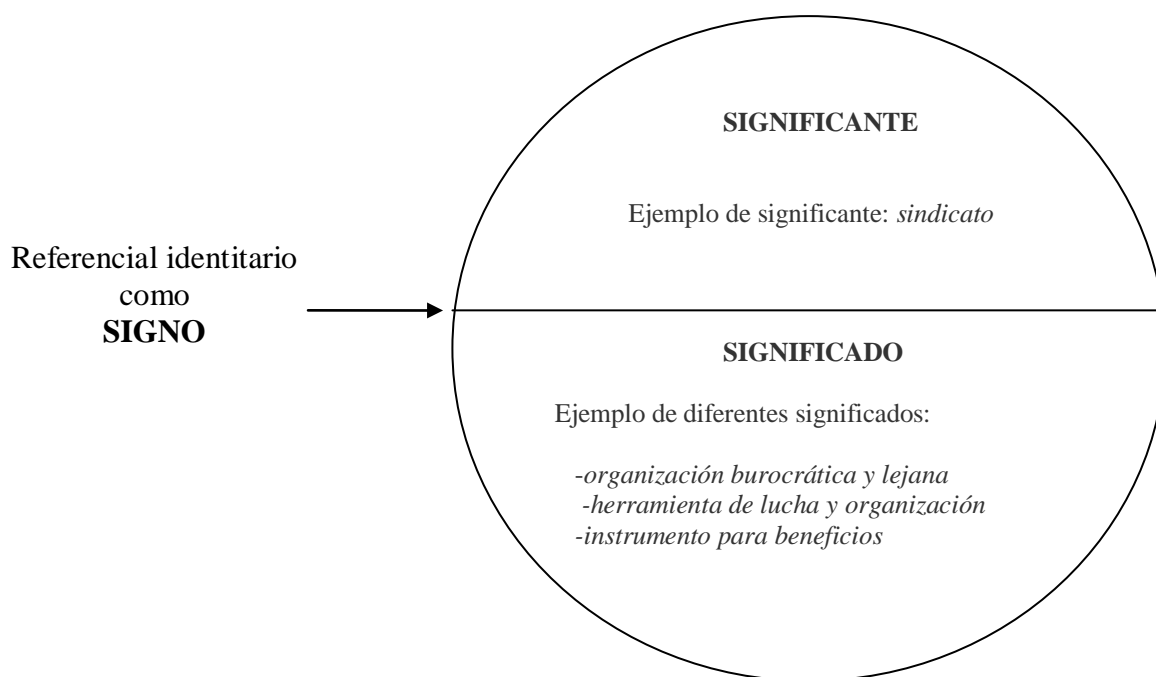 SIGNIFICANTE
Ejemplo de significante: sindicato
Referencial identitario
como
SIGNO
SIGNIFICADO
Ejemplo de diferentes significados:
-organización burocrática y lejana
-herramienta de lucha y organización
-instrumento para beneficios